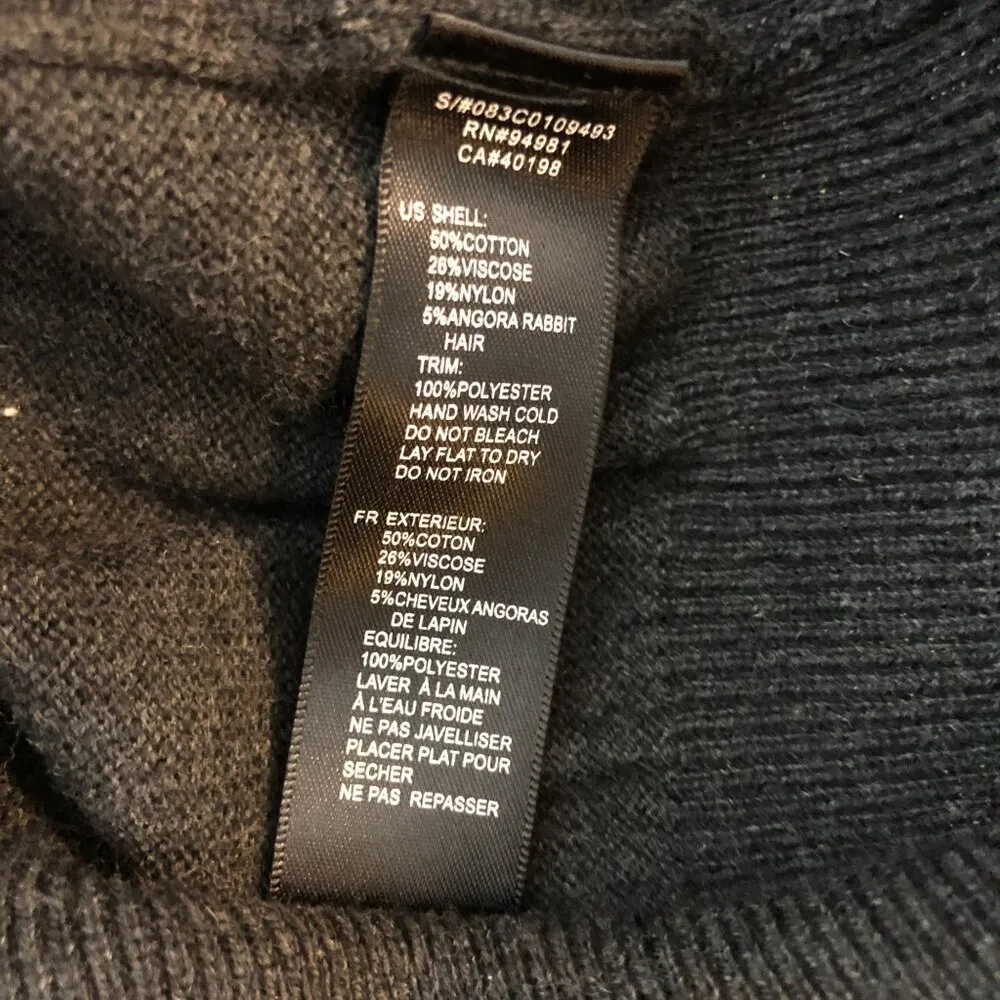 S/#083C0109493
RN#94981
CA#40198
US SHELL:
50%COTTON
26%VISCOSE
19%NYLON
5%ANGORA RABBIT
HAIR
TRIM:
100%POLYESTER
HAND WASH COLD
DO NOT BLEACH
LAY FLAT TO DRY
DO NOT IRON
FR EXTERIEUR:
50%COTON
26%VISCOSE
19%NYLON
5%CHEVEUX ANGORAS
DE LAPIN
EQUILIBRE:
100%POLYESTER
LAVER À LA MAIN
À L'EAU FROIDE
NE PAS JAVELLISER
PLACER PLAT POUR
SECHER
NE PAS REPASSER